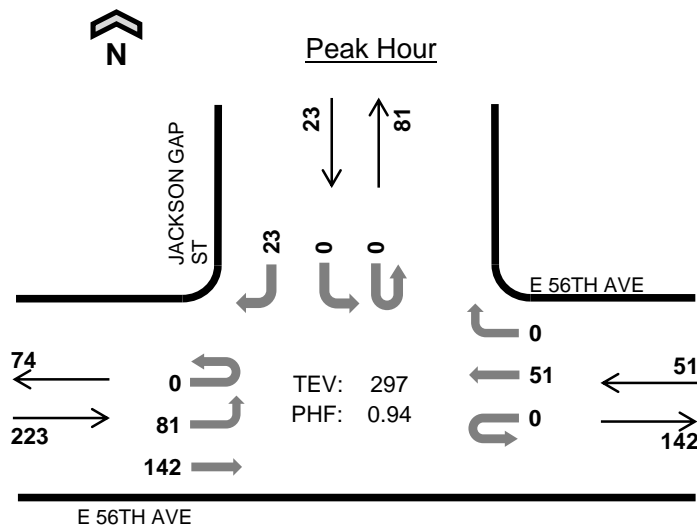 N
Peak Hour
23
81
JACKSON GAP
ST
23
0
0
E 56TH AVE
0
74
51
0
TEV: 297
51
223
81
PHF: 0.94
0
142
142
E 56TH AVE